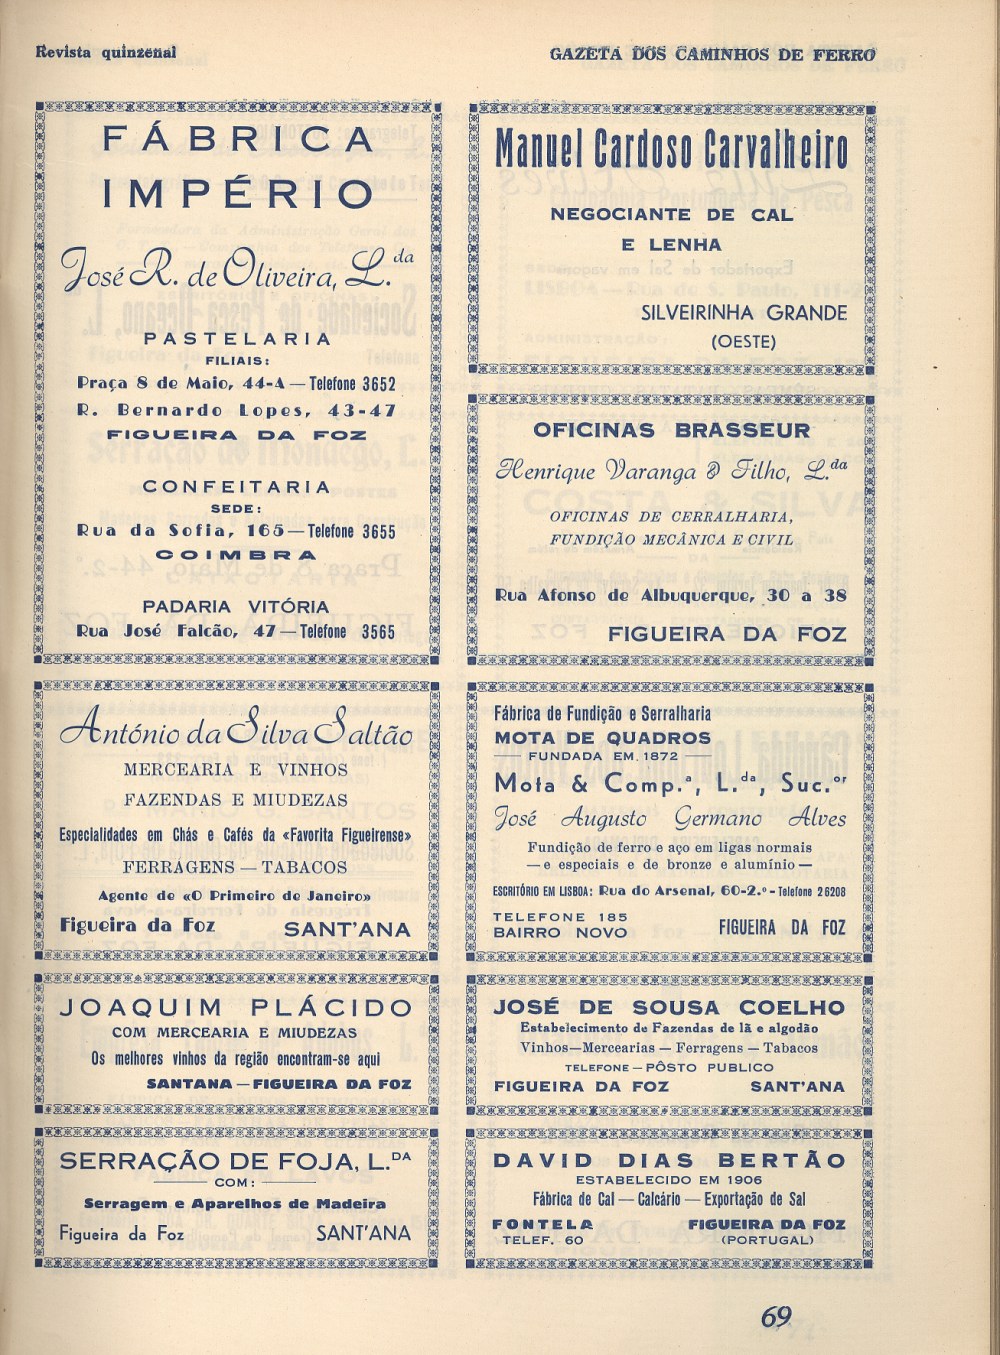 Revista quinzenal
GAZETA DOS CAMINHOS DE FERRO
FÁBRICA
IMPÉRIO
José R. de Oliveira, L.da
PASTELARIA
FILIAIS:
Praça 8 de Maio, 44-A — Telefone 3652
R. Bernardo Lopes, 43-47
FIGUEIRA DA FOZ
CONFEITARIA
SEDE:
Rua da Sofia, 165 — Telefone 3655
COIMBRA
PADARIA VITÓRIA
Rua José Falcão, 47 — Telefone 3565
Manuel Cardoso Carvalheiro
NEGOCIANTE DE CAL
E LENHA
SILVEIRINHA GRANDE
(OESTE)
OFICINAS BRASSEUR
Henrique Varanga & Filho, L.da
OFICINAS DE CERRALHARIA,
FUNDIÇÃO MECÂNICA E CIVIL
Rua Afonso de Albuquerque, 30 a 38
FIGUEIRA DA FOZ
António da Silva Saltão
MERCEARIA E VINHOS
FAZENDAS E MIUDEZAS
Especialidades em Chás e Cafés da «Favorita Figueirense»
FERRAGENS — TABACOS
Agente de «O Primeiro de Janeiro»
Figueira da Foz SANT'ANA
Fábrica de Fundição e Serralharia
MOTA DE QUADROS
FUNDADA EM 1872
Mota & Comp.ª, L.da, Suc.or
José Augusto Germano Alves
Fundição de ferro e aço em ligas normais
— e especiais e de bronze e alumínio —
ESCRITÓRIO EM LISBOA: Rua do Arsenal, 60-2.º - Telefone 26208
TELEFONE 185
BAIRRO NOVO FIGUEIRA DA FOZ
JOAQUIM PLÁCIDO
COM MERCEARIA E MIUDEZAS
Os melhores vinhos da região encontram-se aqui
SANTANA — FIGUEIRA DA FOZ
JOSÉ DE SOUSA COELHO
Estabelecimento de Fazendas de lã e algodão
Vinhos — Mercearias — Ferragens — Tabacos
TELEFONE — PÔSTO PUBLICO
FIGUEIRA DA FOZ SANT'ANA
SERRAÇÃO DE FOJA, L.DA
COM:
Serragem e Aparelhos de Madeira
Figueira da Foz SANT'ANA
DAVID DIAS BERTÃO
ESTABELECIDO EM 1906
Fábrica de Cal — Calcário — Exportação de Sal
FONTELA FIGUEIRA DA FOZ
TELEF. 60 (PORTUGAL)
69